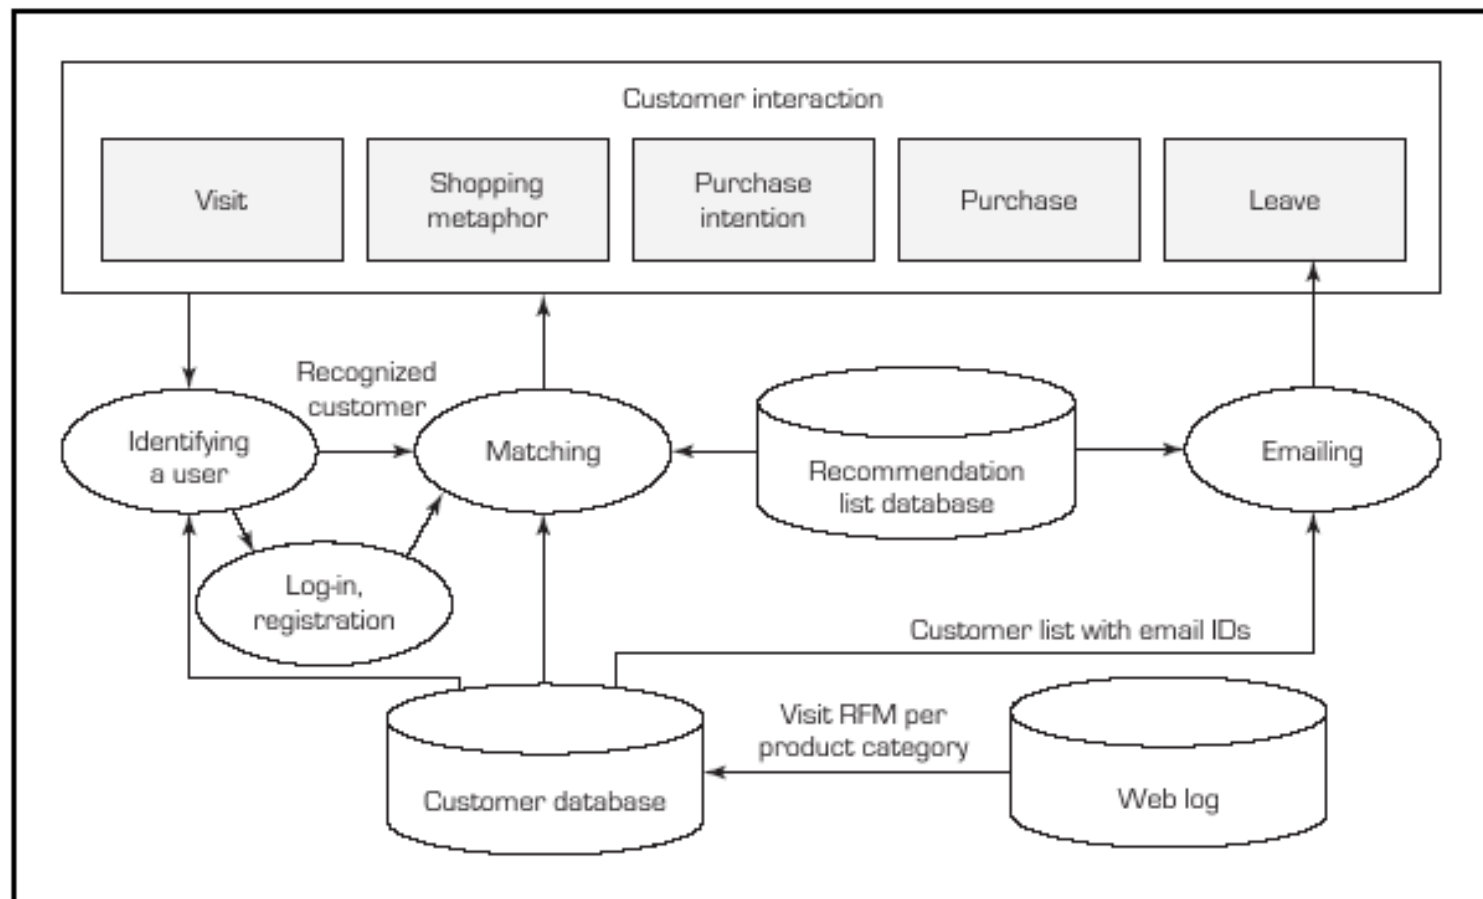 Customer interaction
Visit
Shopping
metaphor
Purchase
intention
Purchase
Leave
Recognized
customer
Identifying
a user
Matching
Recommendation
list database
Emailing
Log-in,
registration
Customer list with email IDs
Visit RFM per
product category
Customer database
Web log